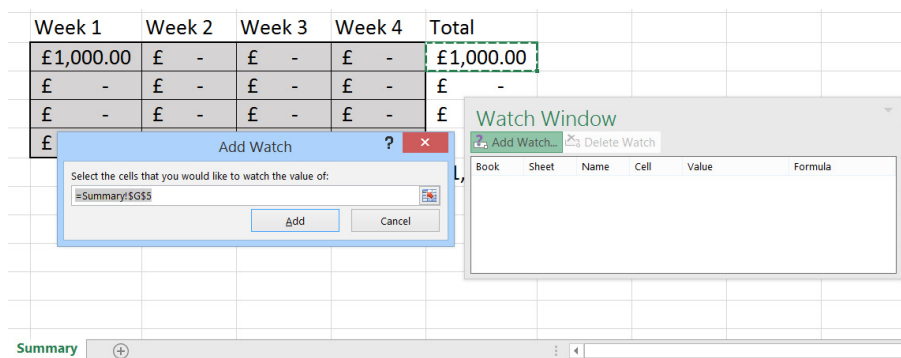 Week 1 Week 2 Week 3 Week 4 Total
£1,000.00 £ - £ - £ - £1,000.00
£ - £ - £ - £ - £ -
£ - £ - £ - £ - £
£
1,
Watch Window
Add Watch... Delete Watch
Book Sheet Name Cell Value Formula
Add Watch ? ×
Select the cells that you would like to watch the value of:
=Summary!$G$5
Add Cancel
Summary